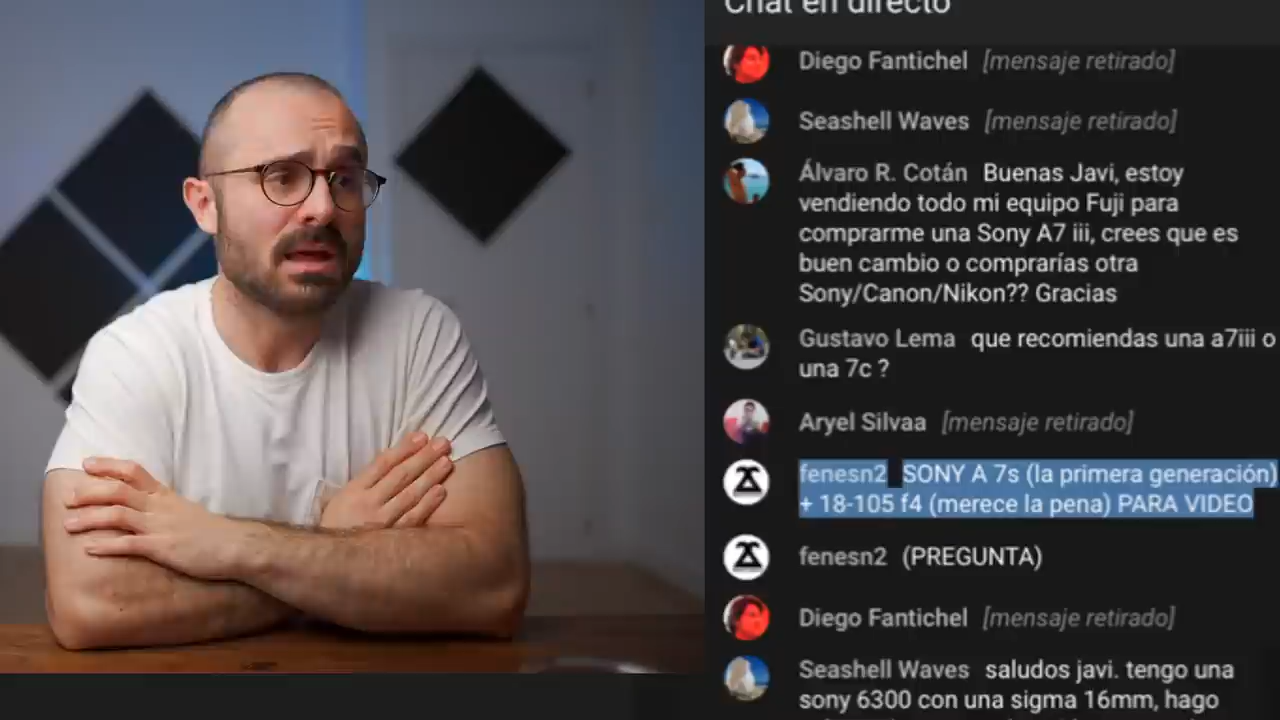 Chat en directo
Diego Fantichel [mensaje retirado]
Seashell Waves [mensaje retirado]
Álvaro R. Cotán Buenas Javi, estoy
vendiendo todo mi equipo Fuji para
comprarme una Sony A7 iii, crees que es
buen cambio o comprarías otra
Sony/Canon/Nikon?? Gracias
Gustavo Lema que recomiendas una a7iii o
una 7c ?
Aryel Silvaa [mensaje retirado]
fenesn2 SONY A 7s (la primera generación)
+ 18-105 f4 (merece la pena) PARA VIDEO
fenesn2 (PREGUNTA)
Diego Fantichel [mensaje retirado]
Seashell Waves saludos javi. tengo una
sony 6300 con una sigma 16mm, hago